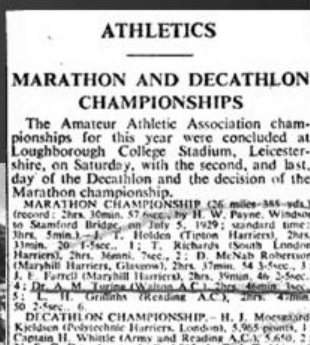 ATHLETICS
MARATHON AND DECATHLON
CHAMPIONSHIPS
The Amateur Athletic Association cham-
pionships for this year were concluded at
Loughborough College Stadium, Leicester-
shire, on Saturday, with the second, and last,
day of the Decathlon and the decision of the
Marathon championship.
MARATHON CHAMPIONSHIP (26 miles 385 yds.)
(record: 2hrs. 30min. 57.6sec., by H. W. Payne, Windsor
to Stamford Bridge, on July 5, 1929; standard time:
3hrs. 5min.).—J. T. Holden (Tipton Harriers), 2hrs.
33min. 20 1-5sec., 1; T. Richards (South London
Harriers), 2hrs. 36min. 7sec., 2; D. McNab Robertson
(Maryhill Harriers, Glasgow), 2hrs. 37min. 54 3-5sec., 3;
J. E. Farrell (Maryhill Harriers), 2hrs. 39min. 46 2-5sec.,
4; Dr. A. M. Turing (Walton A.C.), 2hrs. 46min. 3sec.,
5; L. H. Griffiths (Reading A.C.), 2hrs. 47min.
50 2-5sec., 6.
DECATHLON CHAMPIONSHIP.—H. J. Moesgaard
Kjeldsen (Polytechnic Harriers, London), 5,965 points, 1
Captain H. Whittle (Army and Reading A.C.), 5,650, 2